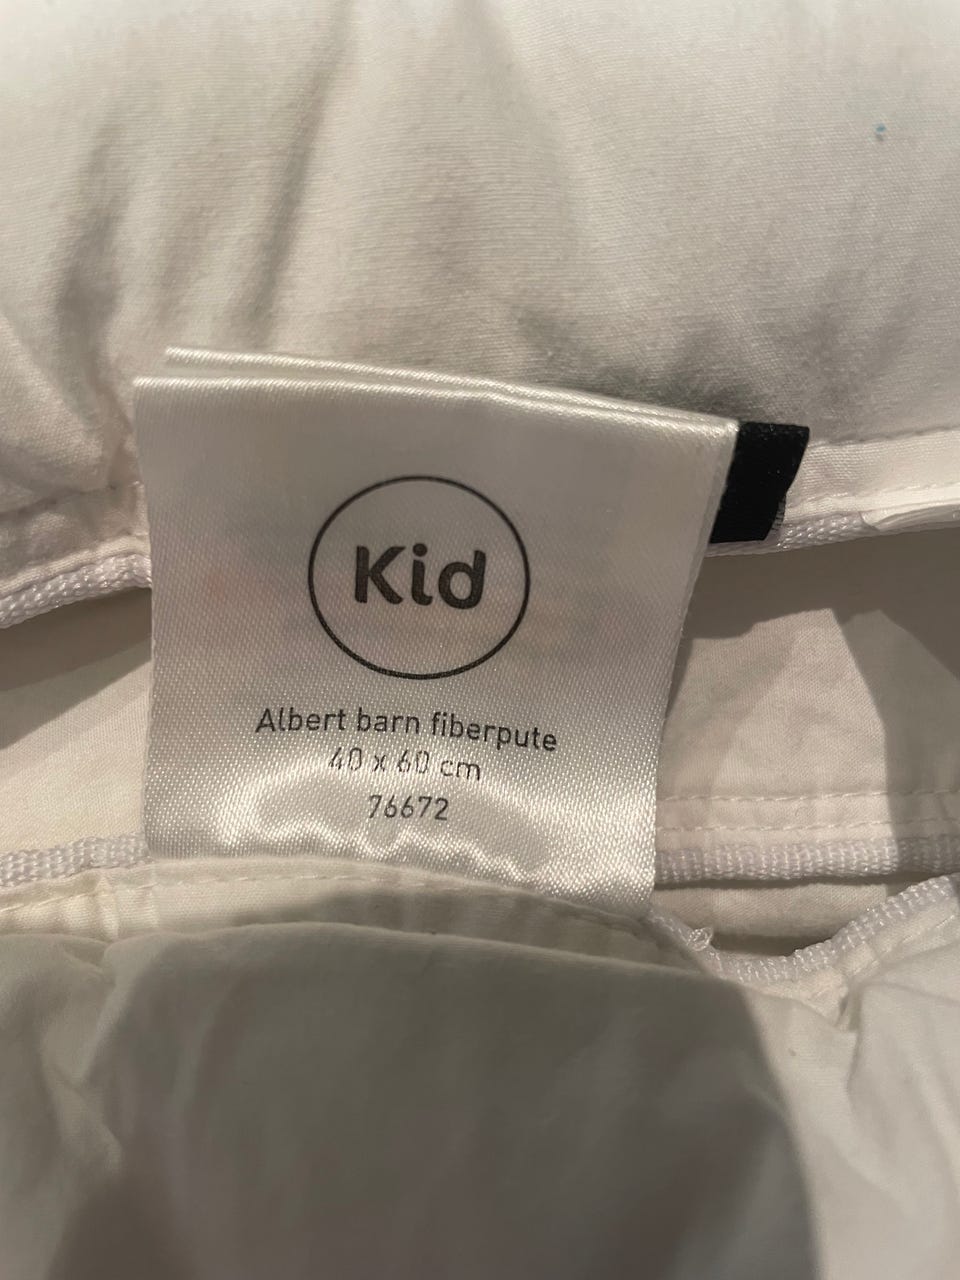 Kid
Albert barn fiberpute
40 x 60 cm
76672